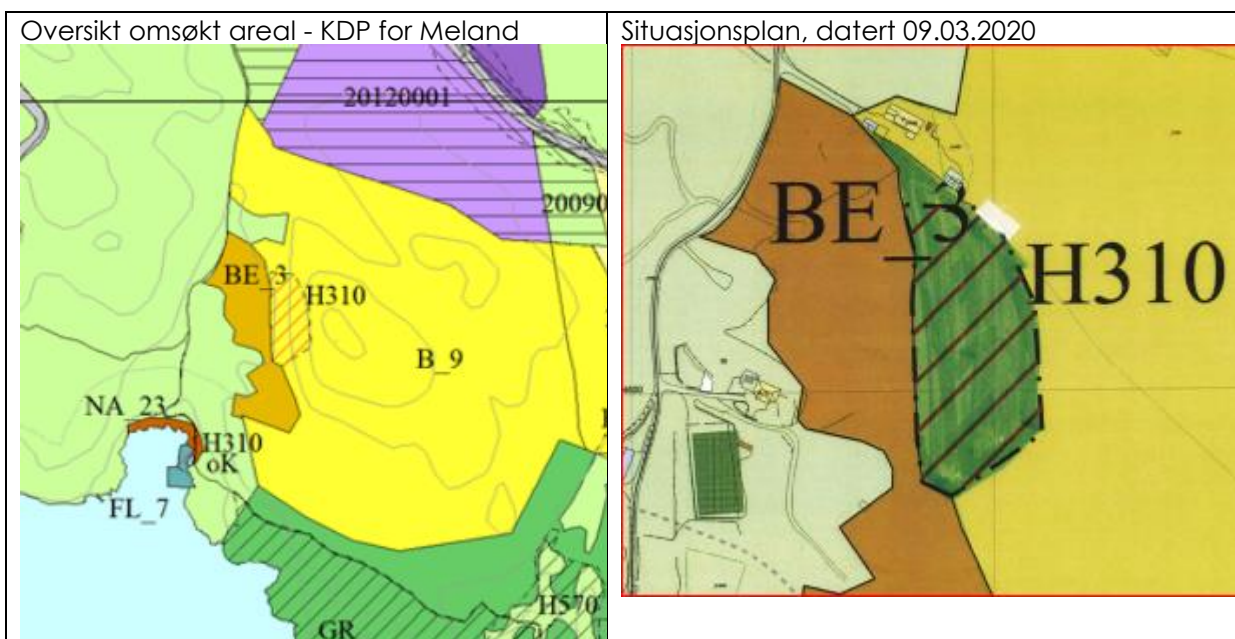 Oversikt omsøkt areal - KDP for Meland
20120001
20090
BE_3
H310
B_9
NA_23
H310
oK
FL_7
H570
GR
Situasjonsplan, datert 09.03.2020
BE_3
H310